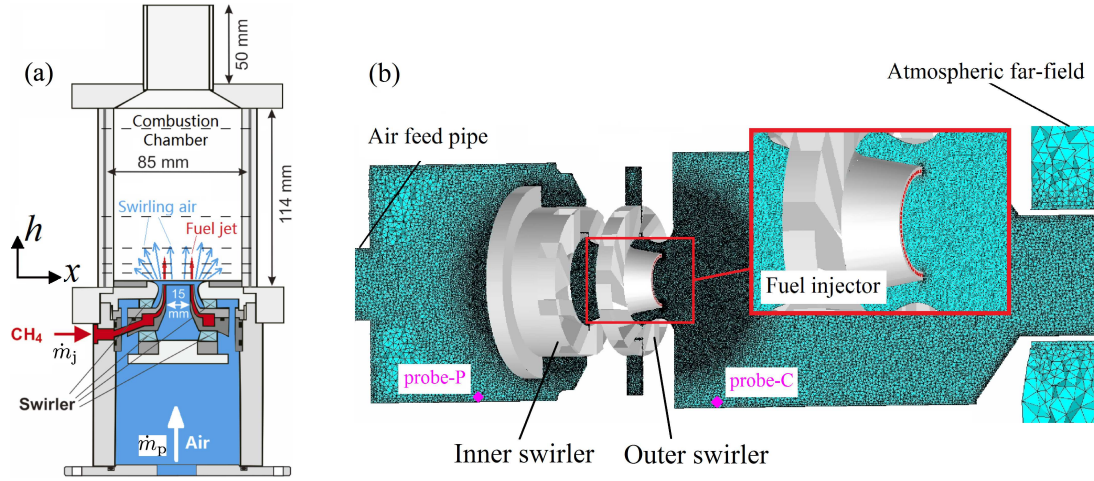 (a)
50 mm
Combustion
Chamber
85 mm
114 mm
Swirling air
Fuel jet
h
x
15
mm
CH4
ṁj
Swirler
ṁp
Air
(b)
Atmospheric far-field
Air feed pipe
Fuel injector
probe-P
probe-C
Inner swirler
Outer swirler